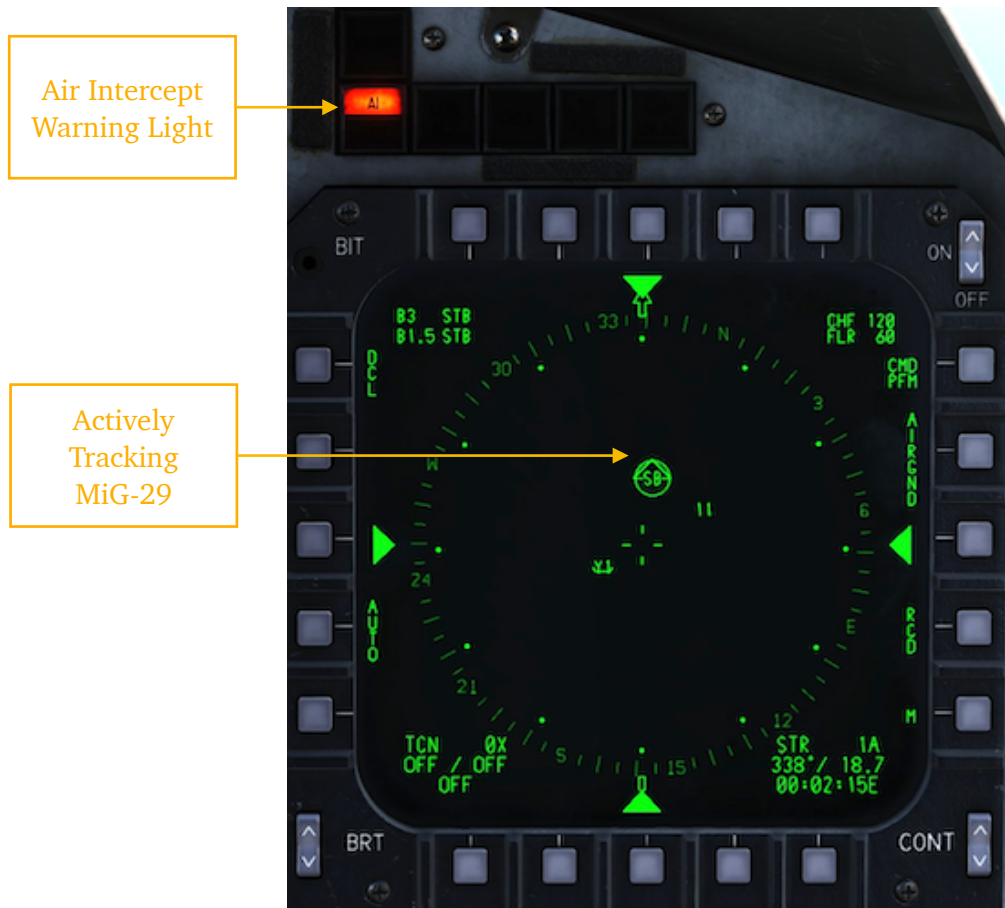 Air Intercept
Warning Light
AI
BIT
ON
OFF
B3 STB
B1.5 STB
CHF 120
FLR 60
DCL
CMD
PFM
33
N
30
3
AIRGND
W
Actively
Tracking
MiG-29
SB
11
6
Y1
24
AUTO
E
RCD
21
12
M
TCN 0X
OFF / OFF
OFF
S
15
STR 1A
338°/ 18.7
00:02:15E
BRT
CONT